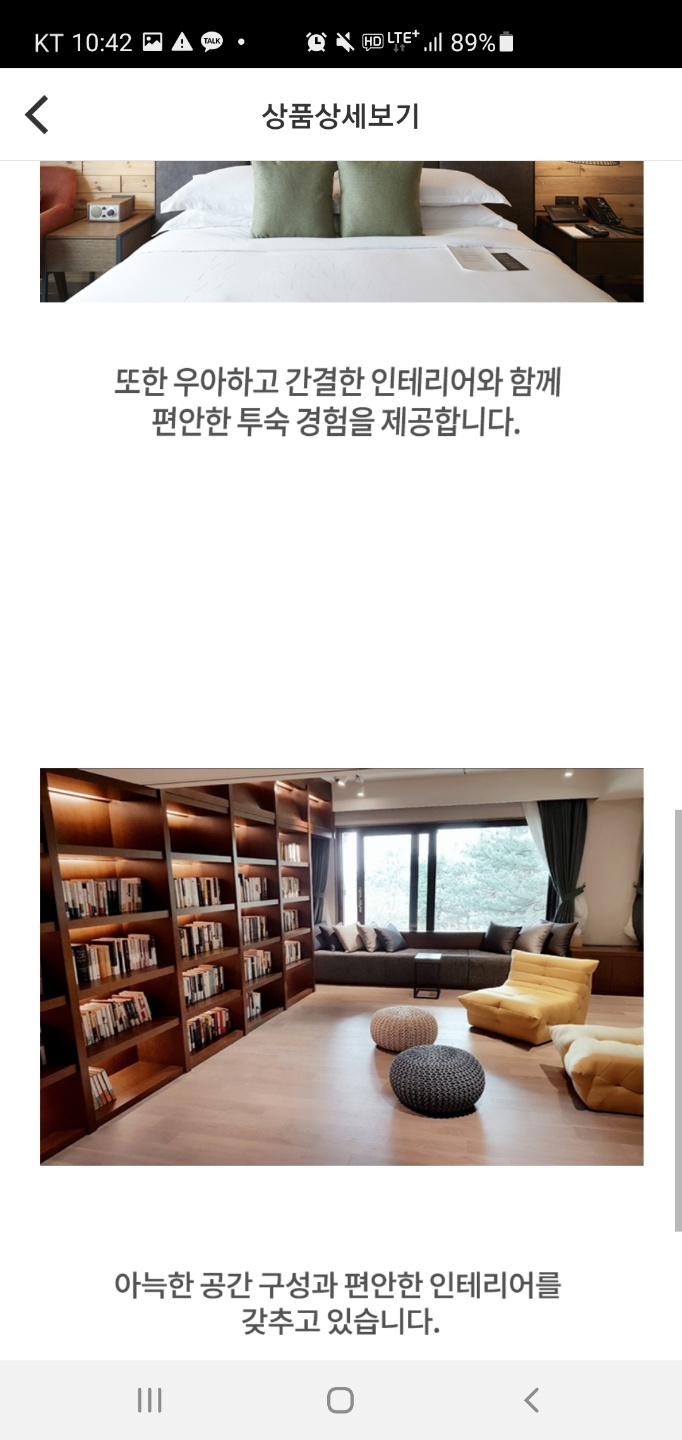 KT 10:42 TALK HD LTE+ 89%
상품상세보기
또한 우아하고 간결한 인테리어와 함께
편안한 투숙 경험을 제공합니다.
아늑한 공간 구성과 편안한 인테리어를
갖추고 있습니다.